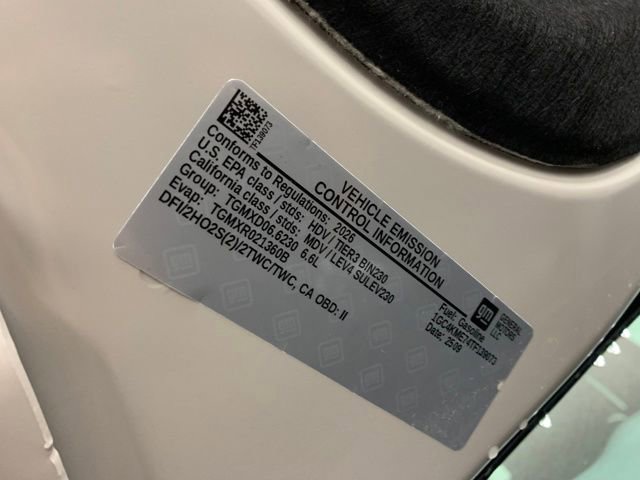 TF139073
VEHICLE EMISSION
CONTROL INFORMATION
Conforms to Regulations: 2026
U.S. EPA class / stds: HDV/TIER3 BIN230
California class / stds: MDV/LEV4 SULEV230
Group: TGMXD06.6230 6.6L
Evap: TGMXR021360B
DFI/2HO2S(2)/2TWC/TWC, CA OBD: II
Fuel: Gasoline
1GC4KME74TF139073
Date: 25 09
gm
GENERAL
MOTORS
LLC